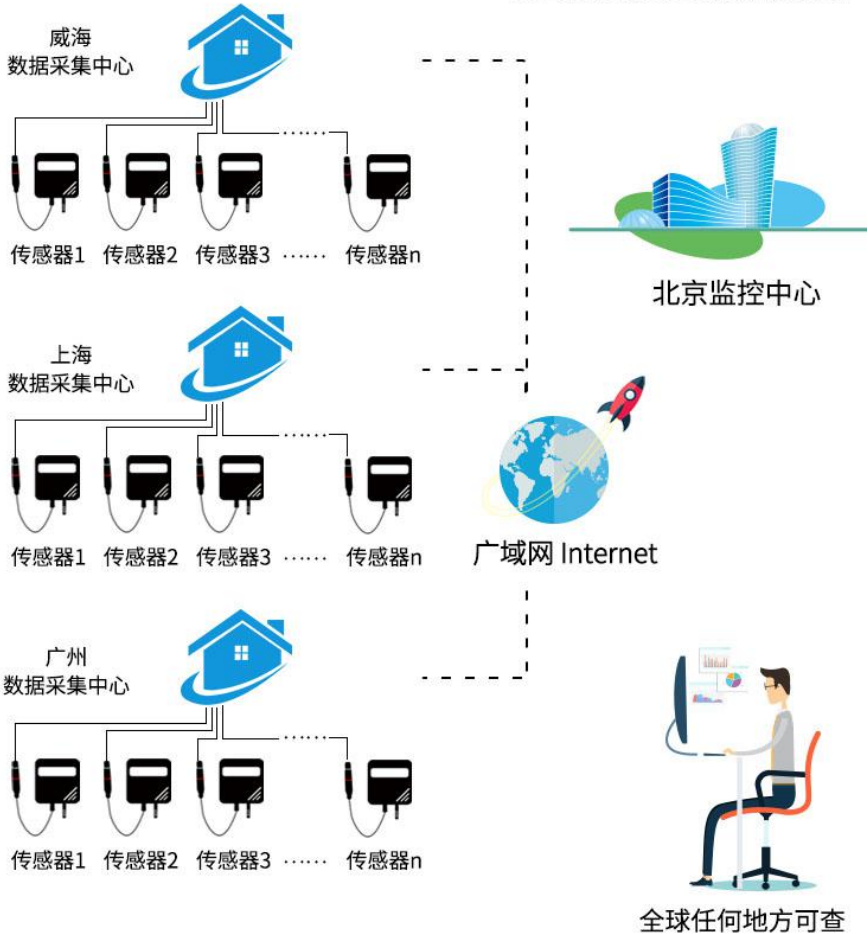 威海
数据采集中心
传感器1 传感器2 传感器3 …… 传感器n
北京监控中心
上海
数据采集中心
传感器1 传感器2 传感器3 …… 传感器n
广域网 Internet
广州
数据采集中心
传感器1 传感器2 传感器3 …… 传感器n
全球任何地方可查